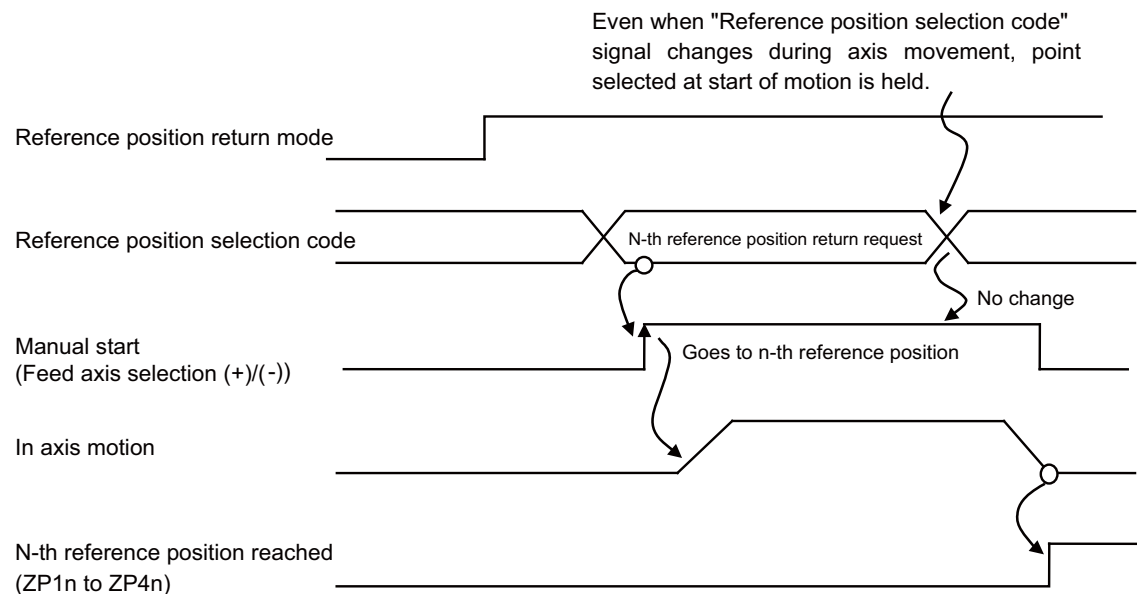 Even when "Reference position selection code"
signal changes during axis movement, point
selected at start of motion is held.
Reference position return mode
Reference position selection code
N-th reference position return request
No change
Manual start
(Feed axis selection (+)/(-))
Goes to n-th reference position
In axis motion
N-th reference position reached
(ZP1n to ZP4n)